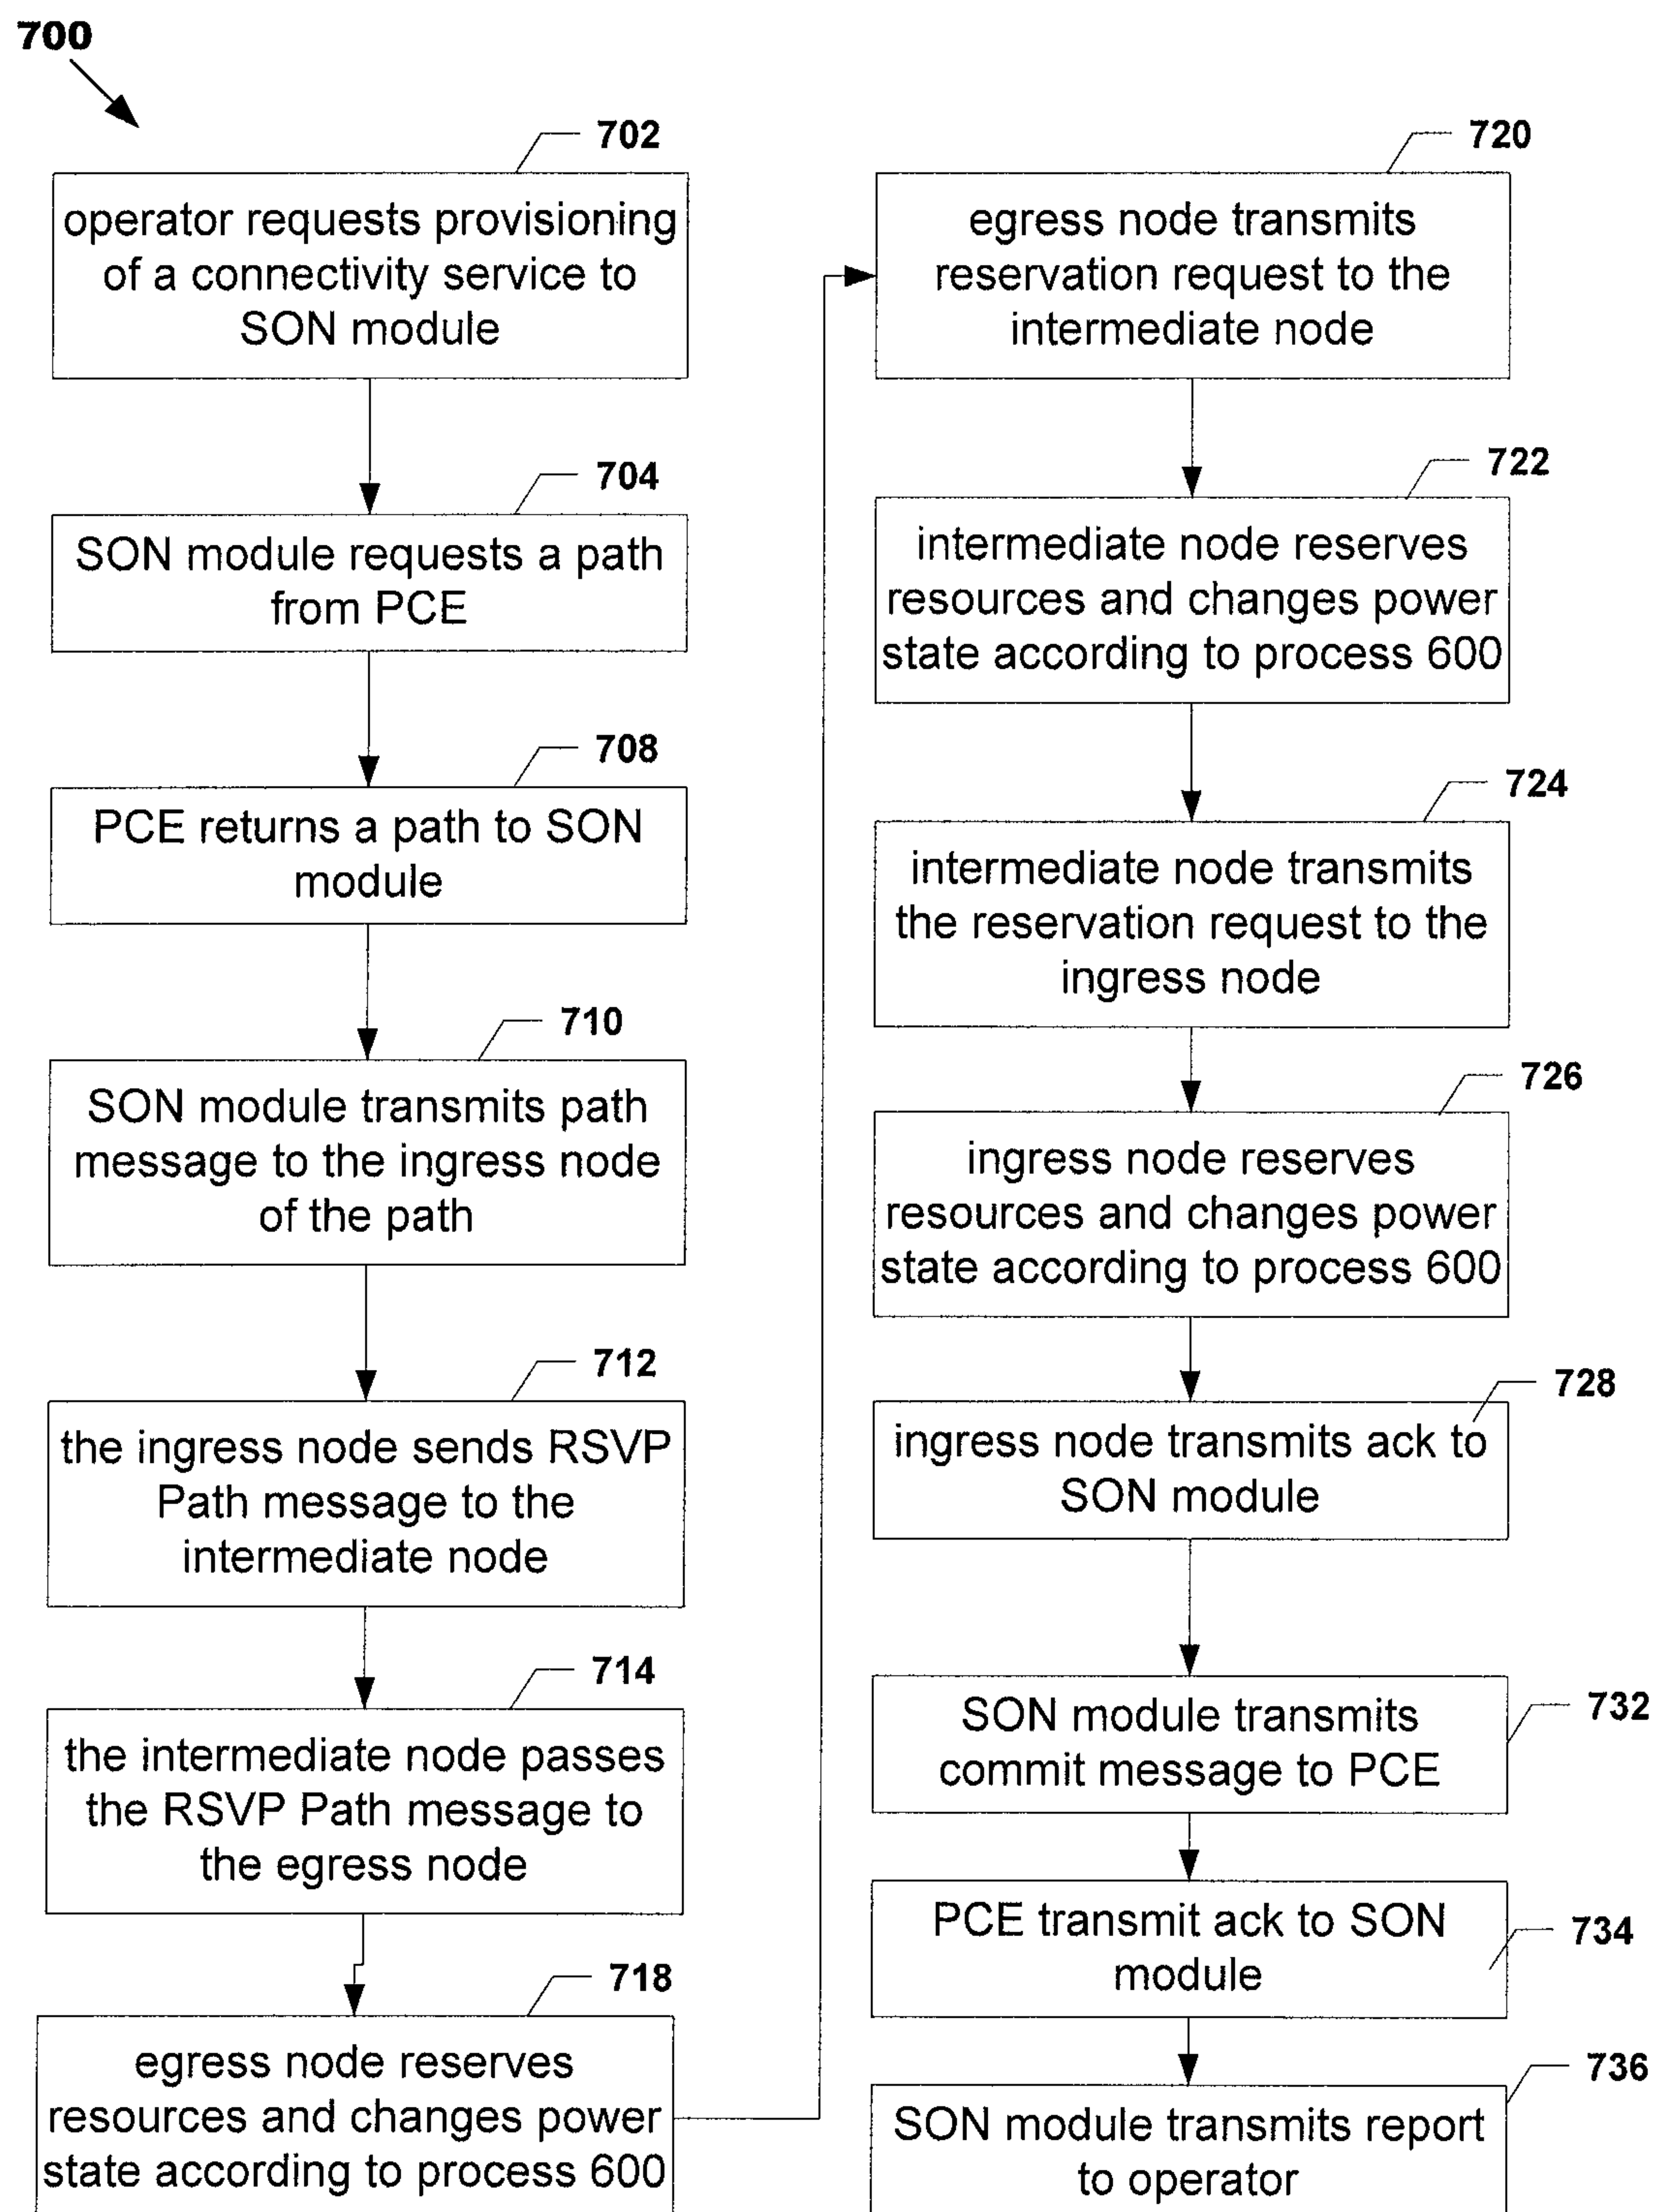 700
702
operator requests provisioning
of a connectivity service to
SON module
704
SON module requests a path
from PCE
708
PCE returns a path to SON
module
710
SON module transmits path
message to the ingress node
of the path
712
the ingress node sends RSVP
Path message to the
intermediate node
714
the intermediate node passes
the RSVP Path message to
the egress node
718
egress node reserves
resources and changes power
state according to process 600
720
egress node transmits
reservation request to the
intermediate node
722
intermediate node reserves
resources and changes power
state according to process 600
724
intermediate node transmits
the reservation request to the
ingress node
726
ingress node reserves
resources and changes power
state according to process 600
728
ingress node transmits ack to
SON module
732
SON module transmits
commit message to PCE
734
PCE transmit ack to SON
module
736
SON module transmits report
to operator